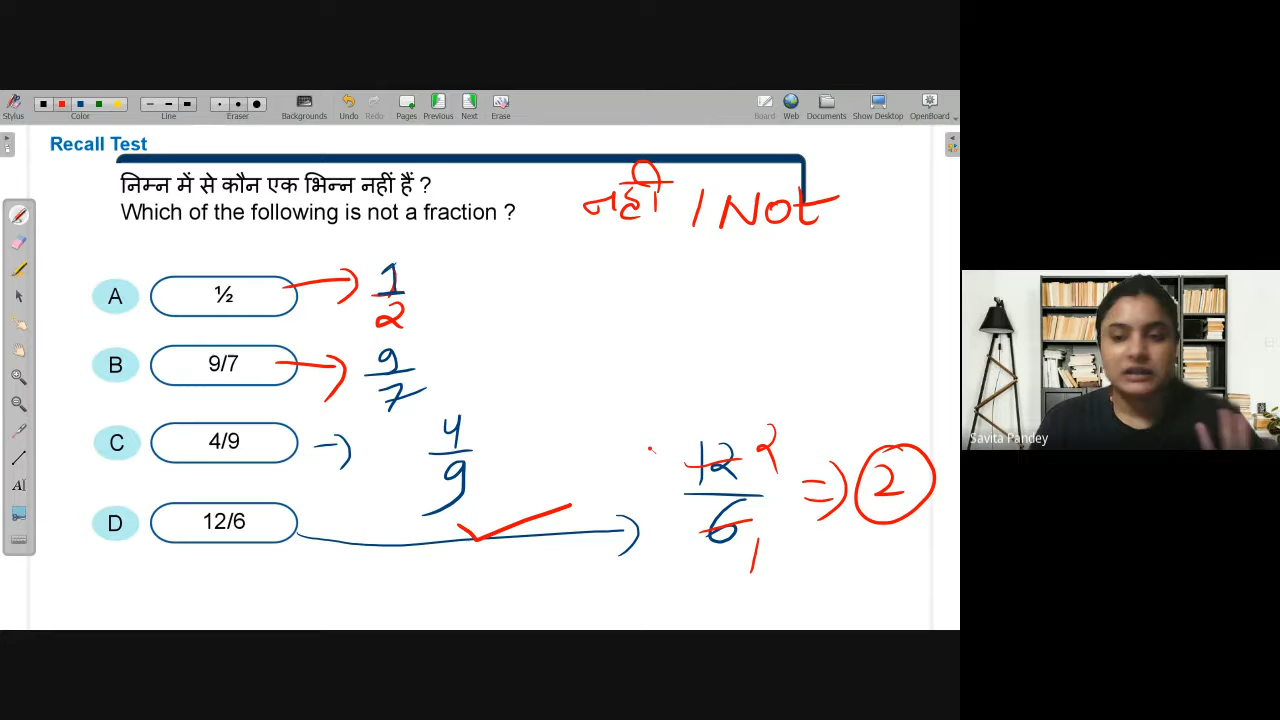 Stylus
Color
Line
Eraser
Backgrounds
Undo
Redo
Pages
Previous
Next
Erase
Board
Web
Documents
Show Desktop
OpenBoard
Recall Test
निम्न में से कौन एक भिन्न नहीं हैं ?
Which of the following is not a fraction ?
नहीं / Not
A ½ 1/2
B 9/7 9/7
C 4/9 4/9
D 12/6 12/6 2 1 => 2
Savita Pandey